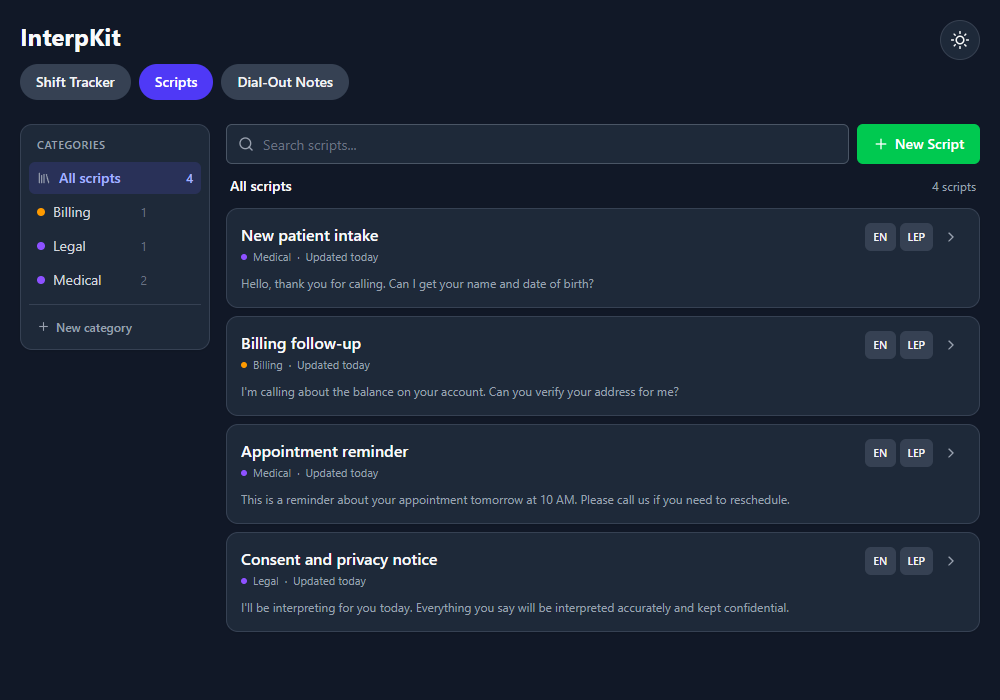 InterpKit
Shift Tracker
Scripts
Dial-Out Notes
CATEGORIES
All scripts 4
Billing 1
Legal 1
Medical 2
+ New category
Search scripts...
+ New Script
All scripts
4 scripts
New patient intake
EN LEP
Medical · Updated today
Hello, thank you for calling. Can I get your name and date of birth?
Billing follow-up
EN LEP
Billing · Updated today
I'm calling about the balance on your account. Can you verify your address for me?
Appointment reminder
EN LEP
Medical · Updated today
This is a reminder about your appointment tomorrow at 10 AM. Please call us if you need to reschedule.
Consent and privacy notice
EN LEP
Legal · Updated today
I'll be interpreting for you today. Everything you say will be interpreted accurately and kept confidential.